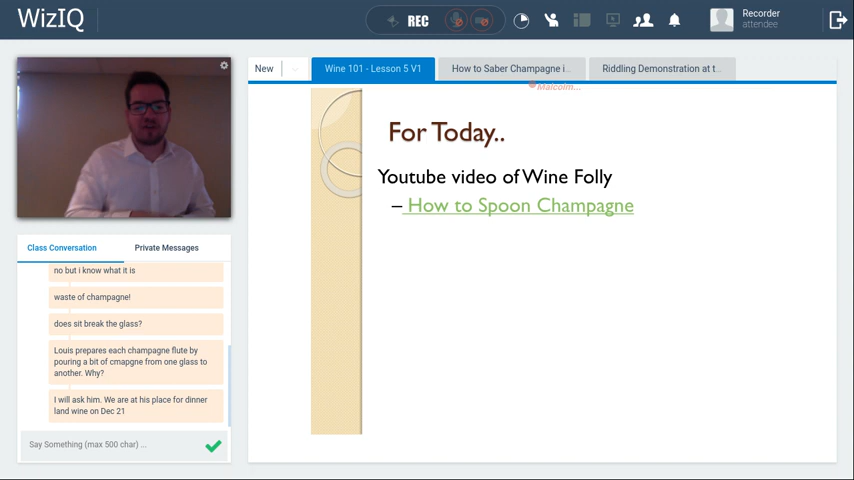 WizIQ
REC
Recorder
attendee
New
Wine 101 - Lesson 5 V1
How to Saber Champagne i...
Riddling Demonstration at t...
Malcolm...
For Today..
Youtube video of Wine Folly
– How to Spoon Champagne
Class Conversation
Private Messages
no but i know what it is
waste of champagne!
does sit break the glass?
Louis prepares each champagne flute by
pouring a bit of cmapgne from one glass to
another. Why?
I will ask him. We are at his place for dinner
land wine on Dec 21
Say Something (max 500 char) ...